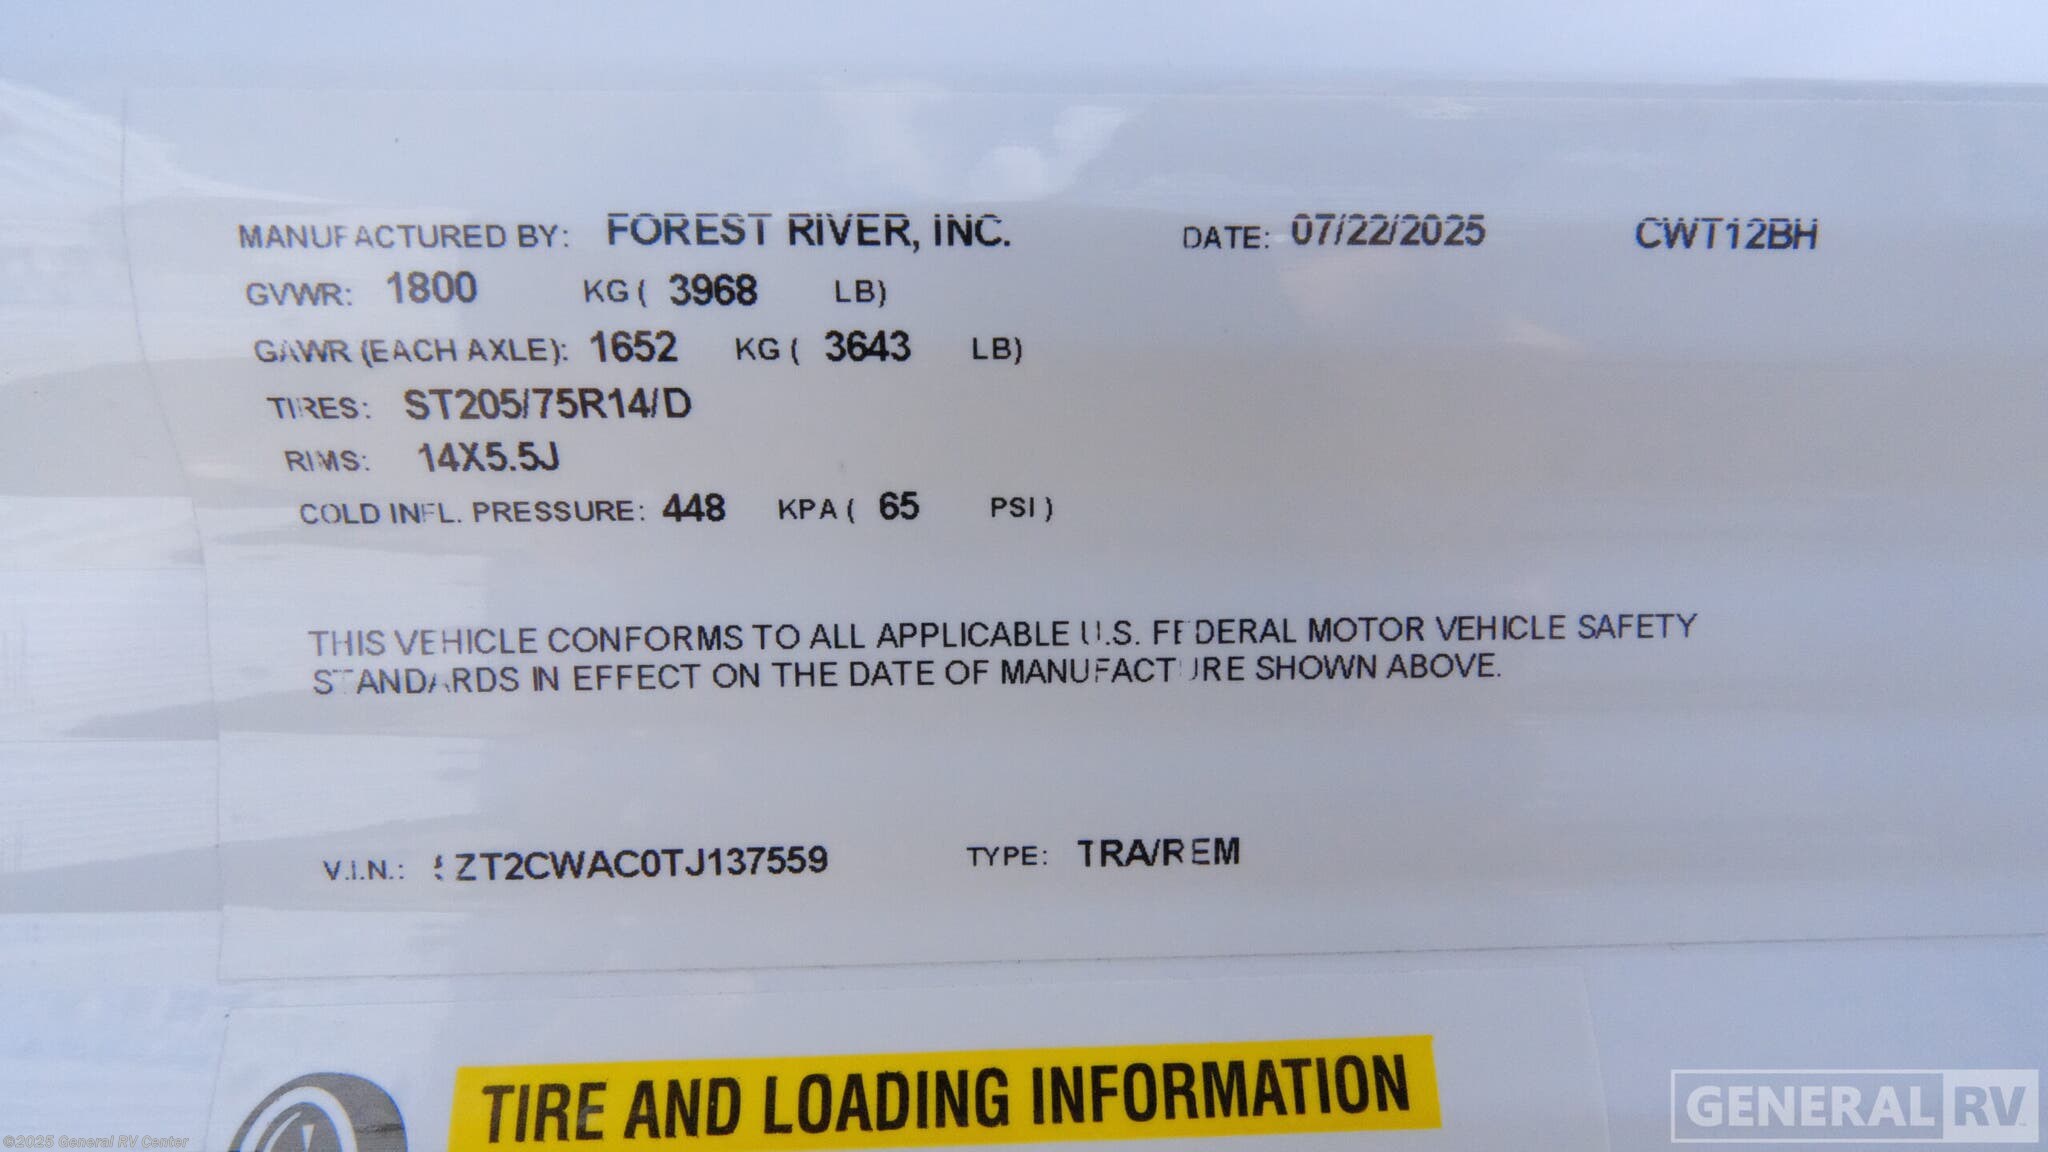 MANUFACTURED BY: FOREST RIVER, INC. DATE: 07/22/2025 CWT12BH
GVWR: 1800 KG ( 3968 LB)
GAWR (EACH AXLE): 1652 KG ( 3643 LB)
TIRES: ST205/75R14/D
RIMS: 14X5.5J
COLD INFL. PRESSURE: 448 KPA ( 65 PSI )
THIS VEHICLE CONFORMS TO ALL APPLICABLE U.S. FEDERAL MOTOR VEHICLE SAFETY
STANDARDS IN EFFECT ON THE DATE OF MANUFACTURE SHOWN ABOVE.
V.I.N.: 5ZT2CWAC0TJ137559 TYPE: TRA/REM
TIRE AND LOADING INFORMATION
©2025 General RV Center
GENERAL RV